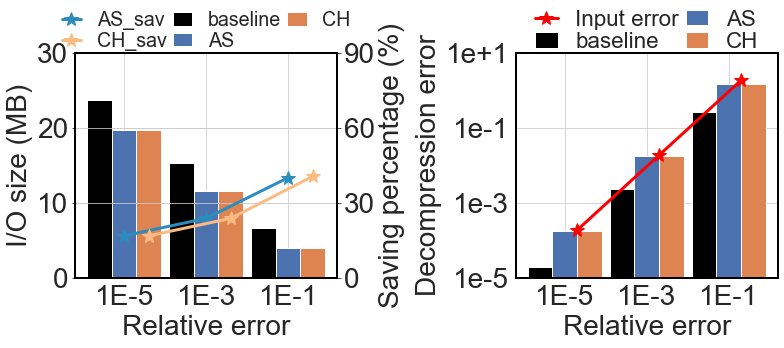 AS_sav baseline CH
CH_sav AS
I/O size (MB)
30
20
10
0
90
60
30
0
Saving percentage (%)
1E-5 1E-3 1E-1
Relative error
Input error AS
baseline CH
Decompression error
1e+1
1e-1
1e-3
1e-5
1E-5 1E-3 1E-1
Relative error